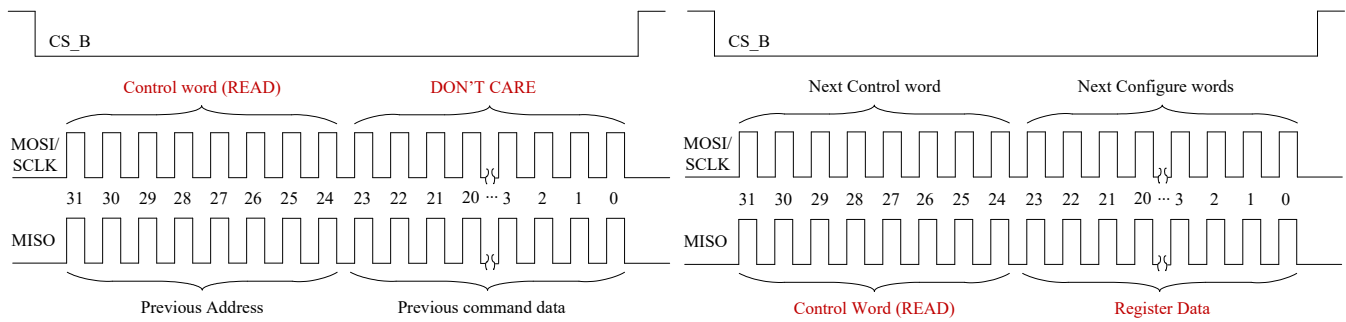 CS_B
Control word (READ) DON'T CARE
MOSI/
SCLK
31 30 29 28 27 26 25 24 23 22 21 20 ··· 3 2 1 0
MISO
Previous Address Previous command data
CS_B
Next Control word Next Configure words
MOSI/
SCLK
31 30 29 28 27 26 25 24 23 22 21 20 ··· 3 2 1 0
MISO
Control Word (READ) Register Data